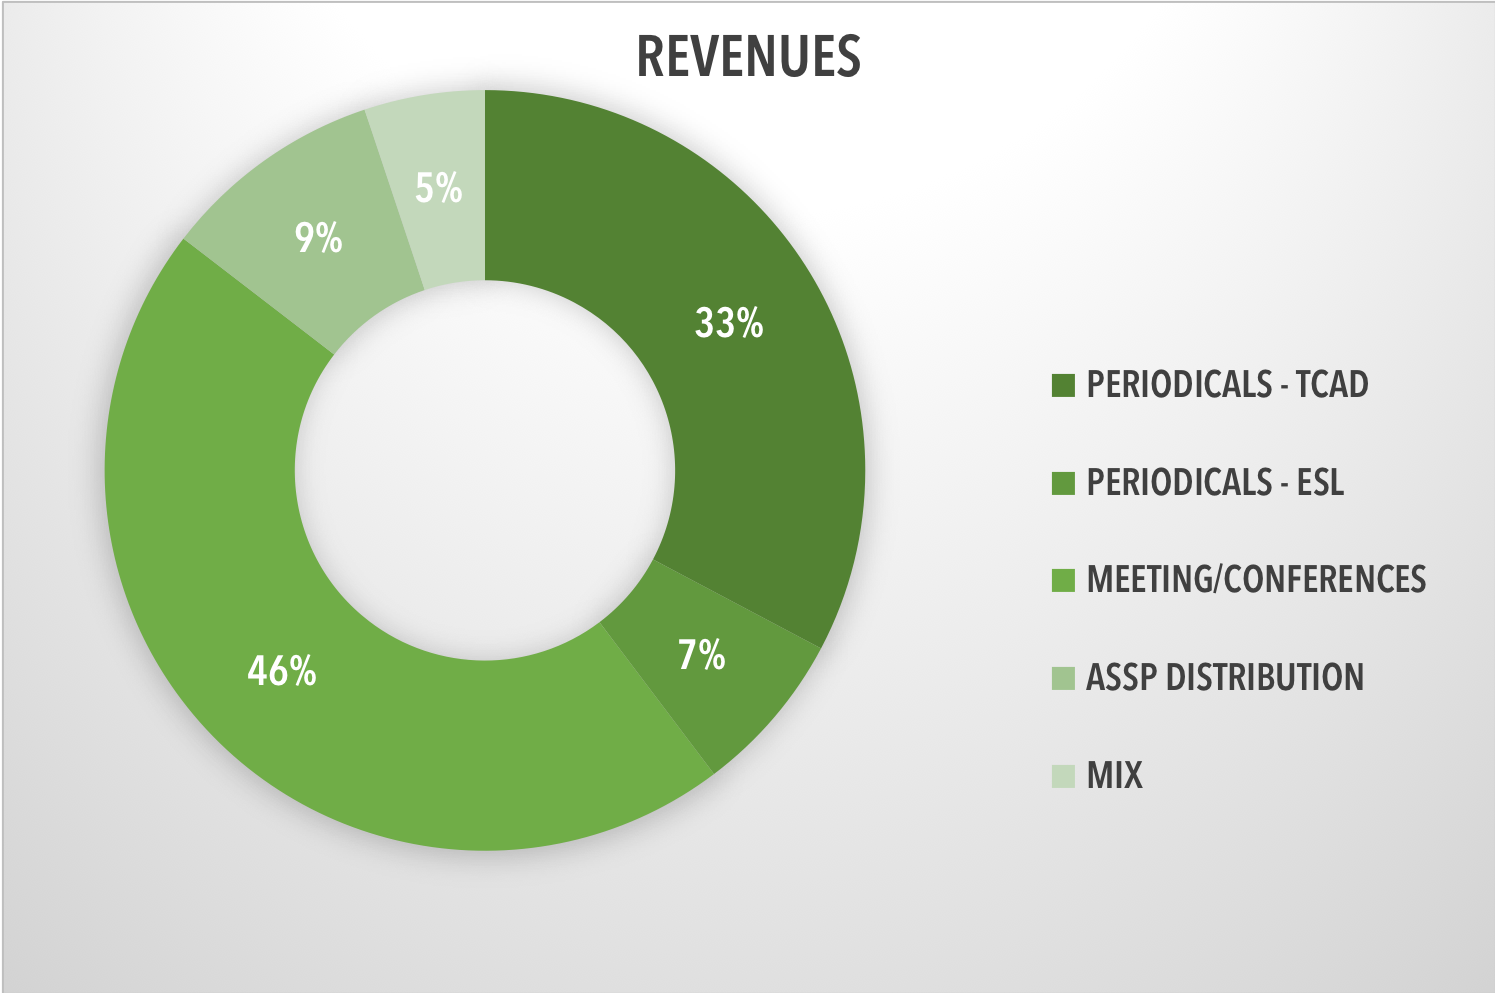 REVENUES
5%
9%
33%
7%
46%
PERIODICALS - TCAD
PERIODICALS - ESL
MEETING/CONFERENCES
ASSP DISTRIBUTION
MIX